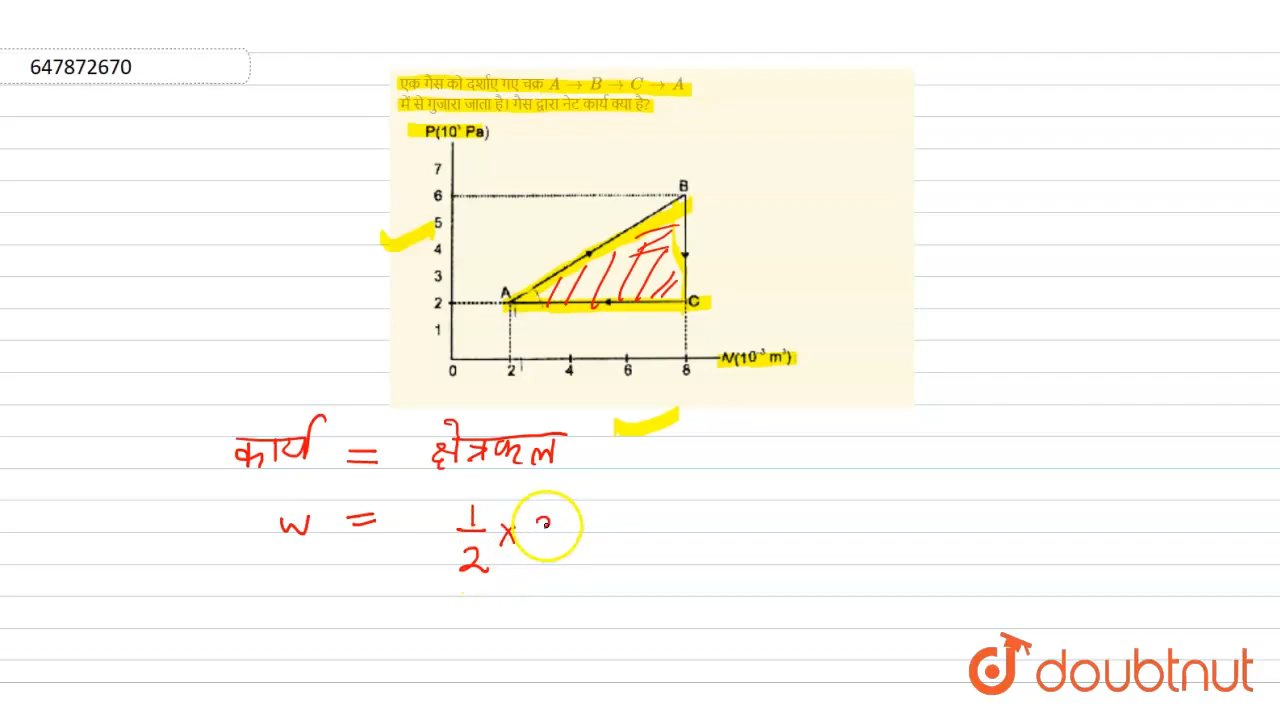 647872670
एक गैस को दर्शाए गए चक्र A → B → C → A
में से गुजारा जाता है। गैस द्वारा नेट कार्य क्या है?
P(10³ Pa)
7
6
5
4
3
2
1
B
A
C
0 2 4 6 8
V(10⁻³ m³)
कार्य = क्षेत्रफल
W = 1/2 ×
doubtnut